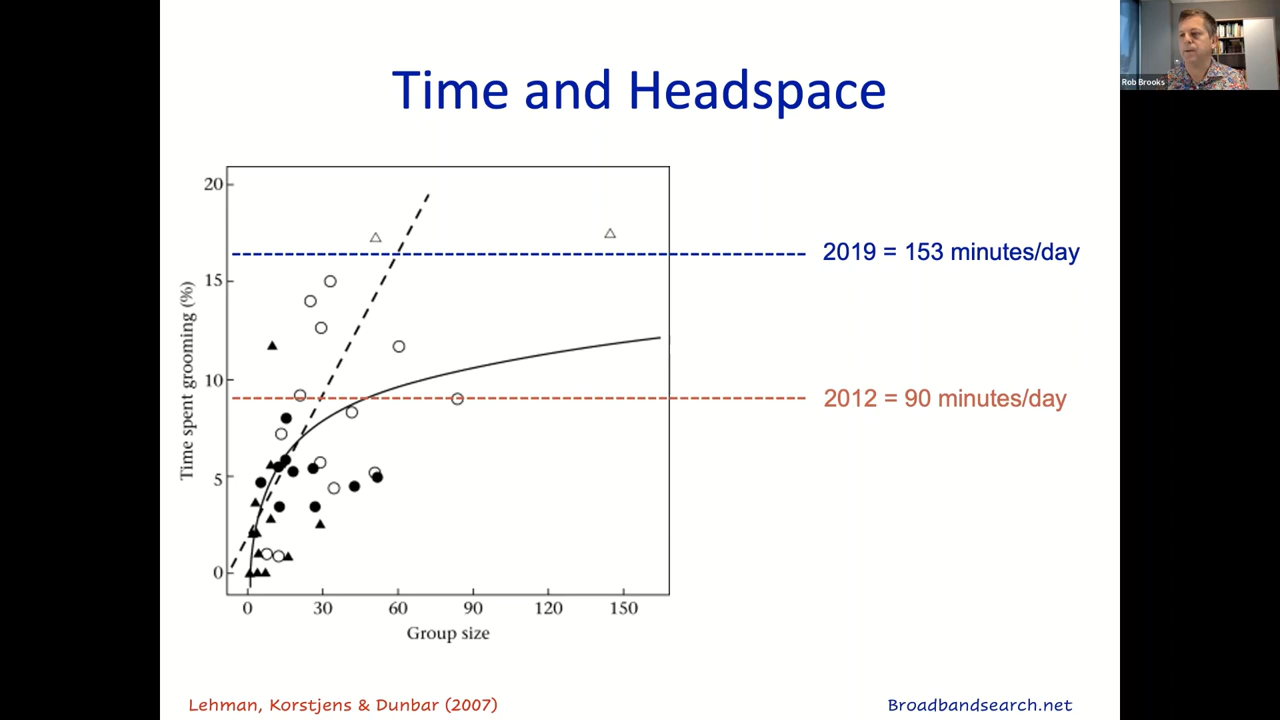 Time and Headspace
Rob Brooks
20
15
10
5
0
Time spent grooming (%)
0 30 60 90 120 150
Group size
2019 = 153 minutes/day
2012 = 90 minutes/day
Lehman, Korstjens & Dunbar (2007)
Broadbandsearch.net